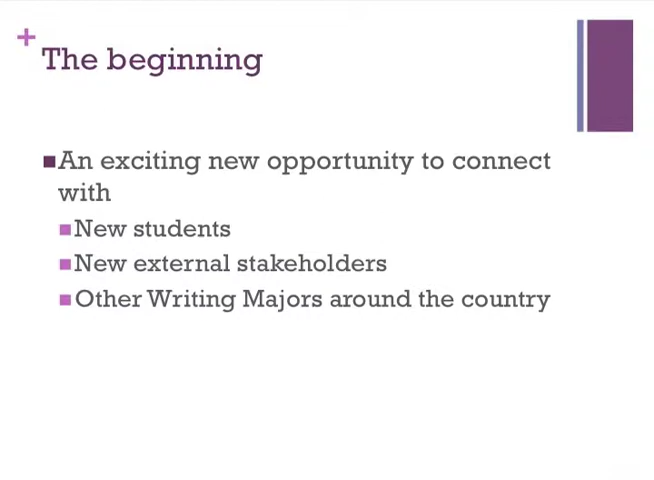 +
The beginning
An exciting new opportunity to connect
with
New students
New external stakeholders
Other Writing Majors around the country